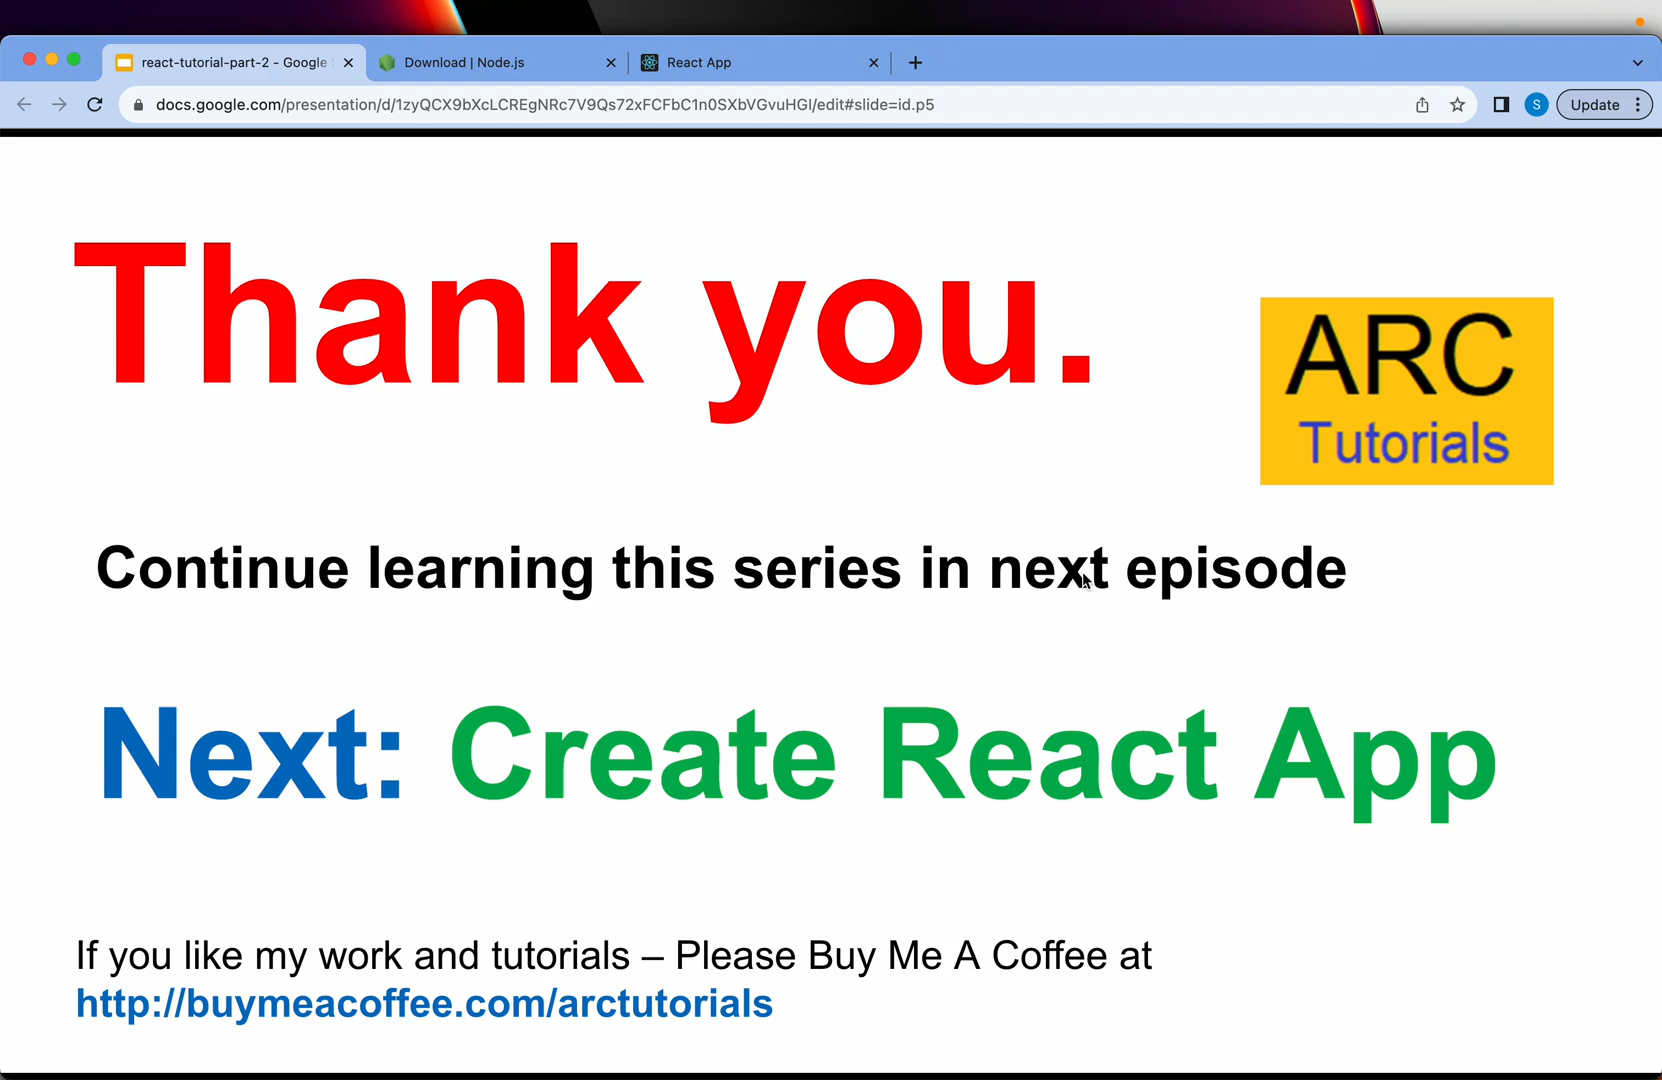 react-tutorial-part-2 - Google
Download | Node.js
React App
docs.google.com/presentation/d/1zyQCX9bXcLCREgNRc7V9Qs72xFCFbC1n0SXbVGvuHGI/edit#slide=id.p5
S
Update
Thank you.
ARC
Tutorials
Continue learning this series in next episode
Next: Create React App
If you like my work and tutorials – Please Buy Me A Coffee at
http://buymeacoffee.com/arctutorials